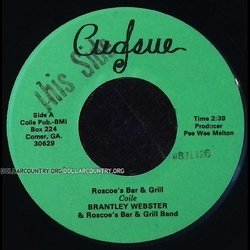 Cudsue
this Side
Side A
Coile Pub.-BMI
Box 224
Comer, GA.
30629
Time 2:39
Producer
Pee Wee Melton
DOLLARCOUNTRY.ORG-DOLLARCOUNTRY.ORG
Roscoe's Bar & Grill
Coile
BRANTLEY WEBSTER
& Roscoe's Bar & Grill Band